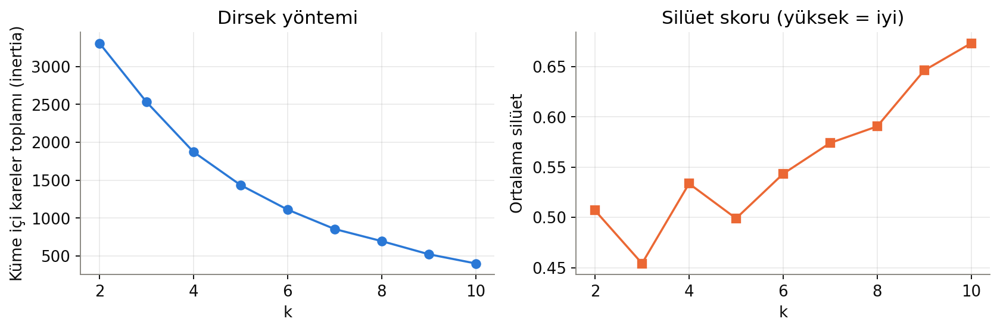 Dirsek yöntemi
Küme içi kareler toplamı (inertia)
3000
2500
2000
1500
1000
500
2 4 6 8 10
k
Silüet skoru (yüksek = iyi)
Ortalama silüet
0.65
0.60
0.55
0.50
0.45
2 4 6 8 10
k